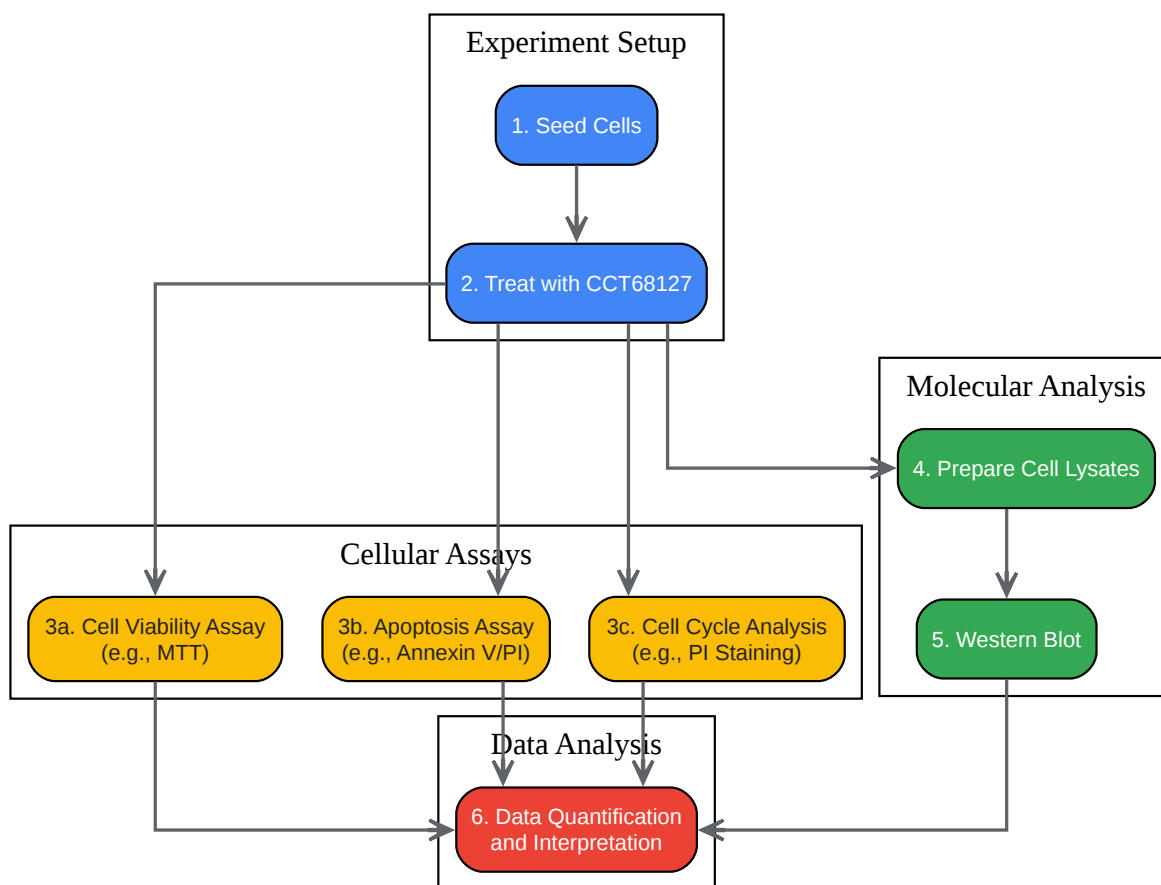 Experiment Setup
1. Seed Cells
2. Treat with CCT68127
Molecular Analysis
4. Prepare Cell Lysates
Cellular Assays
3a. Cell Viability Assay
(e.g., MTT)
3b. Apoptosis Assay
(e.g., Annexin V/PI)
3c. Cell Cycle Analysis
(e.g., PI Staining)
5. Western Blot
Data Analysis
6. Data Quantification
and Interpretation